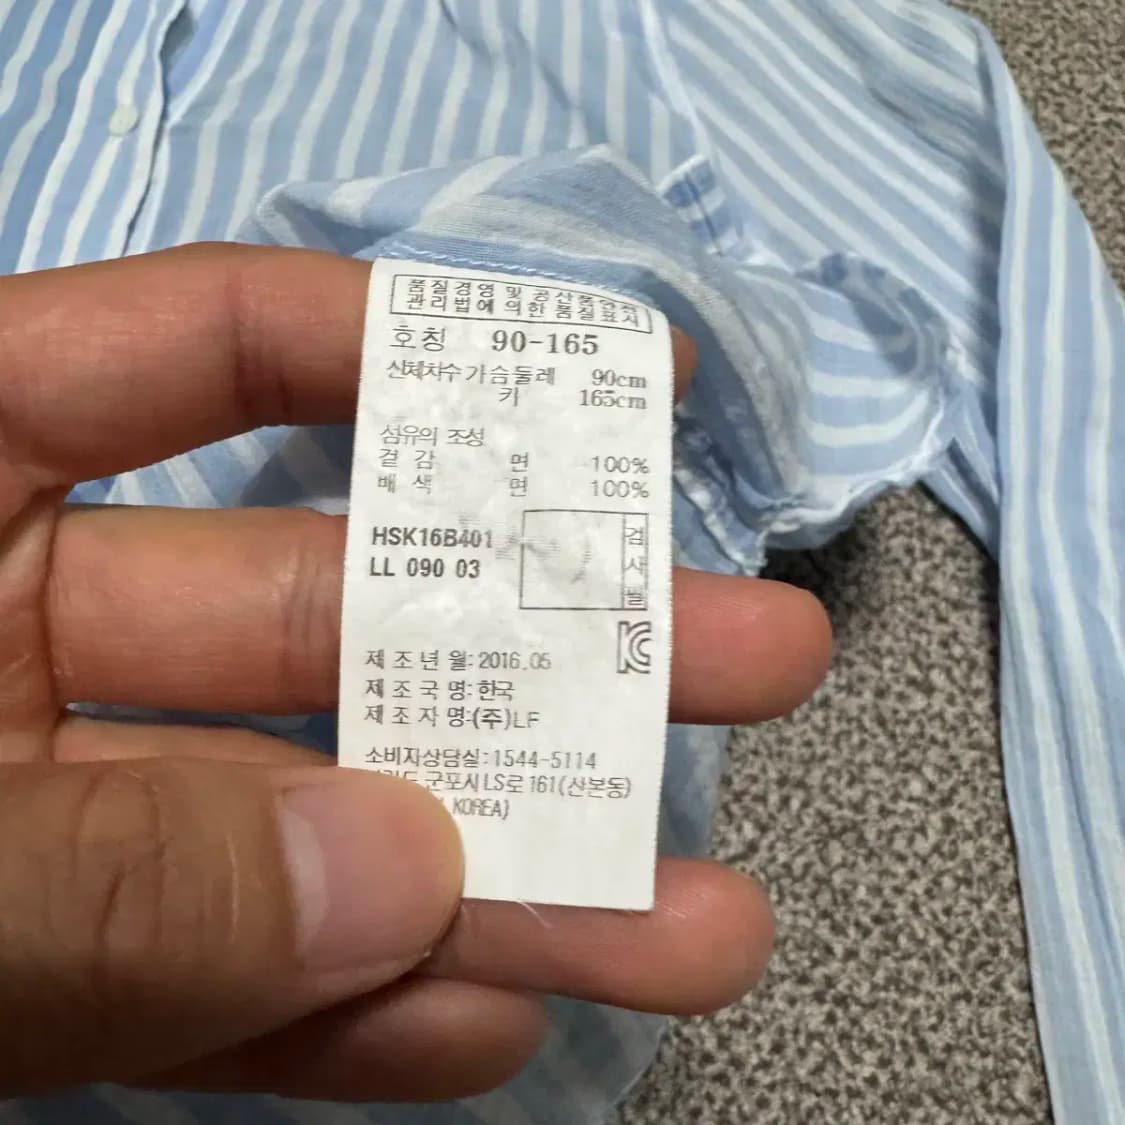 품질경영 및 공산품안전
관리법에 의한 품질표시
호칭 90-165
신체치수 가슴둘레 90cm
키 165cm
섬유의 조성
겉 감 면 100%
배 색 면 100%
HSK16B401
LL 090 03
검사필
KC
제 조 년 월: 2016.05
제 조 국 명: 한국
제 조 자 명:(주)LF
소비자상담실:1544-5114
군포시 LS로 161(산본동)
KOREA)